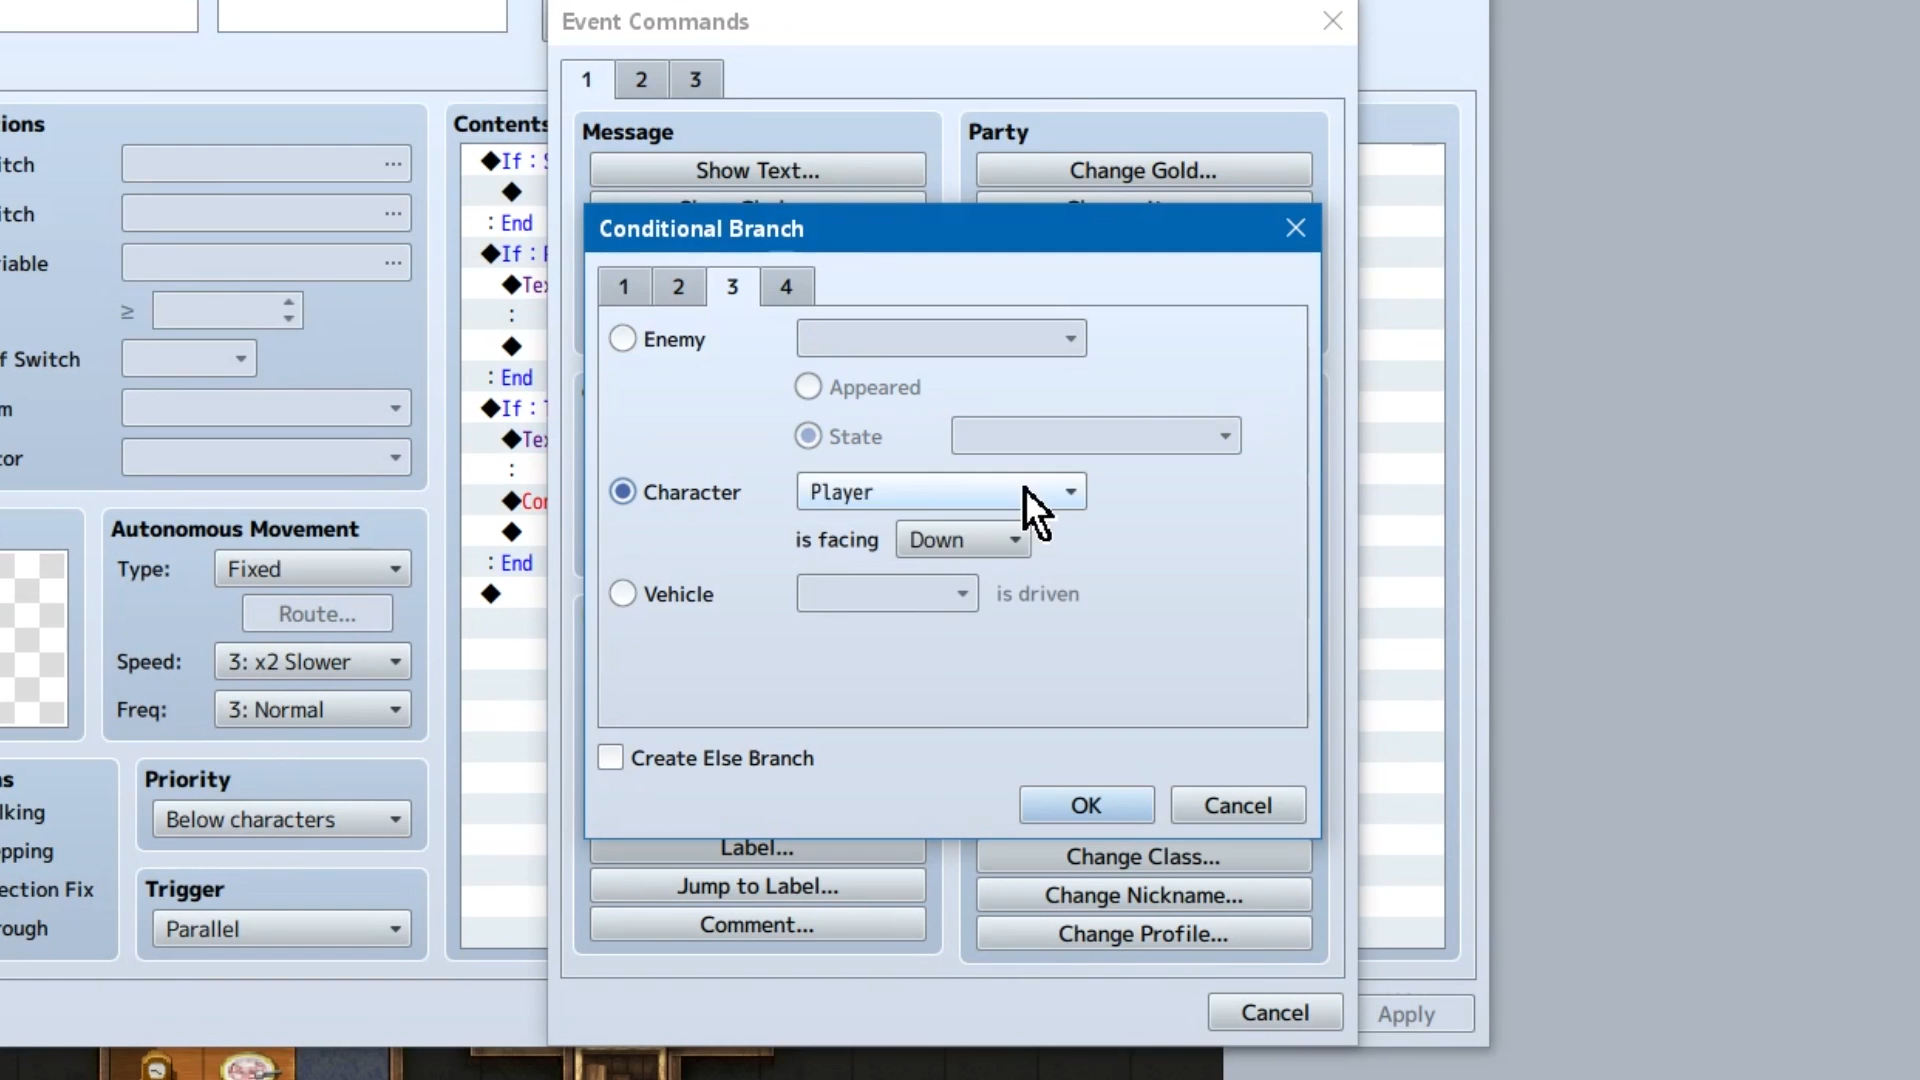 Event Commands
1 2 3
ions
itch ...
itch ...
iable ...
≥
f Switch
m
tor
Contents
◆If : S
◆
: End
◆If :
◆Tex
:
◆
: End
◆If : T
◆Tex
:
◆Con
◆
: End
◆
Message
Show Text...
Party
Change Gold...
Conditional Branch
1 2 3 4
Enemy
Appeared
State
Character Player
is facing Down
Vehicle is driven
Create Else Branch
OK Cancel
Autonomous Movement
Type: Fixed
Route...
Speed: 3: x2 Slower
Freq: 3: Normal
s
lking
pping
ection Fix
rough
Priority
Below characters
Trigger
Parallel
Label...
Jump to Label...
Comment...
Change Class...
Change Nickname...
Change Profile...
Cancel
Apply